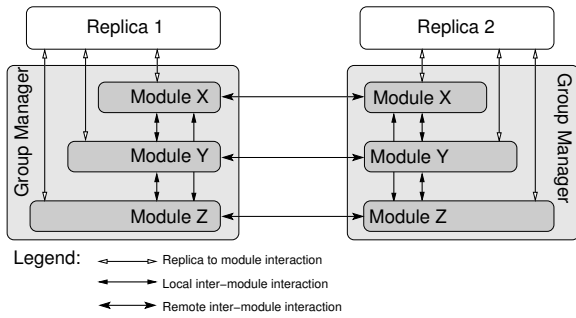 Replica 1
Replica 2
Group Manager
Module X
Module X
Group Manager
Module Y
Module Y
Module Z
Module Z
Legend:
Replica to module interaction
Local inter−module interaction
Remote inter−module interaction